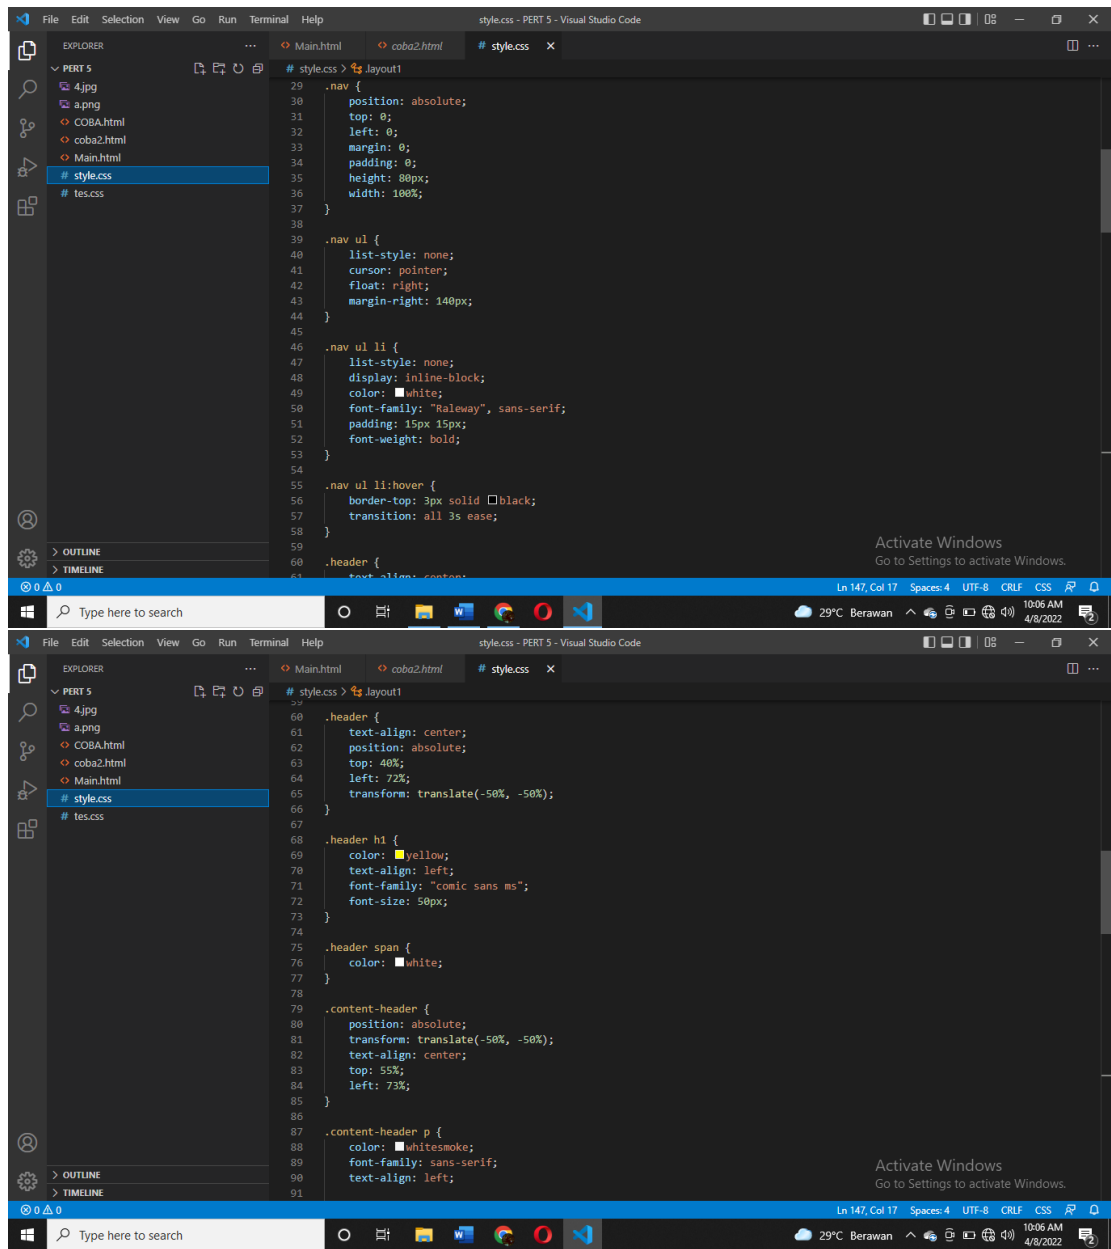 File Edit Selection View Go Run Terminal Help
style.css - PERT 5 - Visual Studio Code
EXPLORER
Main.html
coba2.html
# style.css
PERT 5
# style.css > .layout1
4.jpg
a.png
COBA.html
coba2.html
Main.html
# style.css
# tes.css
29 .nav {
30 position: absolute;
31 top: 0;
32 left: 0;
33 margin: 0;
34 padding: 0;
35 height: 80px;
36 width: 100%;
37 }
38
39 .nav ul {
40 list-style: none;
41 cursor: pointer;
42 float: right;
43 margin-right: 140px;
44 }
45
46 .nav ul li {
47 list-style: none;
48 display: inline-block;
49 color: white;
50 font-family: "Raleway", sans-serif;
51 padding: 15px 15px;
52 font-weight: bold;
53 }
54
55 .nav ul li:hover {
56 border-top: 3px solid black;
57 transition: all 3s ease;
58 }
59
60 .header {
61 text-align: center;
OUTLINE
TIMELINE
Activate Windows
Go to Settings to activate Windows.
0 0
Ln 147, Col 17 Spaces: 4 UTF-8 CRLF CSS
Type here to search
29°C Berawan
10:06 AM
4/8/2022
2
File Edit Selection View Go Run Terminal Help
style.css - PERT 5 - Visual Studio Code
EXPLORER
Main.html
coba2.html
# style.css
PERT 5
# style.css > .layout1
4.jpg
a.png
COBA.html
coba2.html
Main.html
# style.css
# tes.css
59
60 .header {
61 text-align: center;
62 position: absolute;
63 top: 40%;
64 left: 72%;
65 transform: translate(-50%, -50%);
66 }
67
68 .header h1 {
69 color: yellow;
70 text-align: left;
71 font-family: "comic sans ms";
72 font-size: 50px;
73 }
74
75 .header span {
76 color: white;
77 }
78
79 .content-header {
80 position: absolute;
81 transform: translate(-50%, -50%);
82 text-align: center;
83 top: 55%;
84 left: 73%;
85 }
86
87 .content-header p {
88 color: whitesmoke;
89 font-family: sans-serif;
90 text-align: left;
91
OUTLINE
TIMELINE
Activate Windows
Go to Settings to activate Windows.
0 0
Ln 147, Col 17 Spaces: 4 UTF-8 CRLF CSS
Type here to search
29°C Berawan
10:06 AM
4/8/2022
2